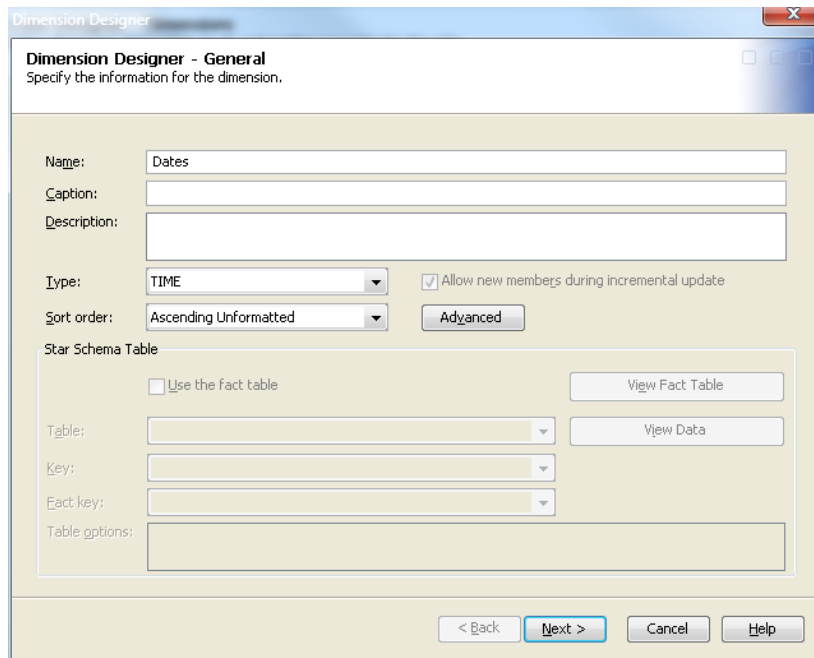 Dimension Designer
Dimension Designer - General
Specify the information for the dimension.
Name: Dates
Caption:
Description:
Type: TIME Allow new members during incremental update
Sort order: Ascending Unformatted Advanced
Star Schema Table
Use the fact table View Fact Table
Table: View Data
Key:
Fact key:
Table options:
< Back Next > Cancel Help